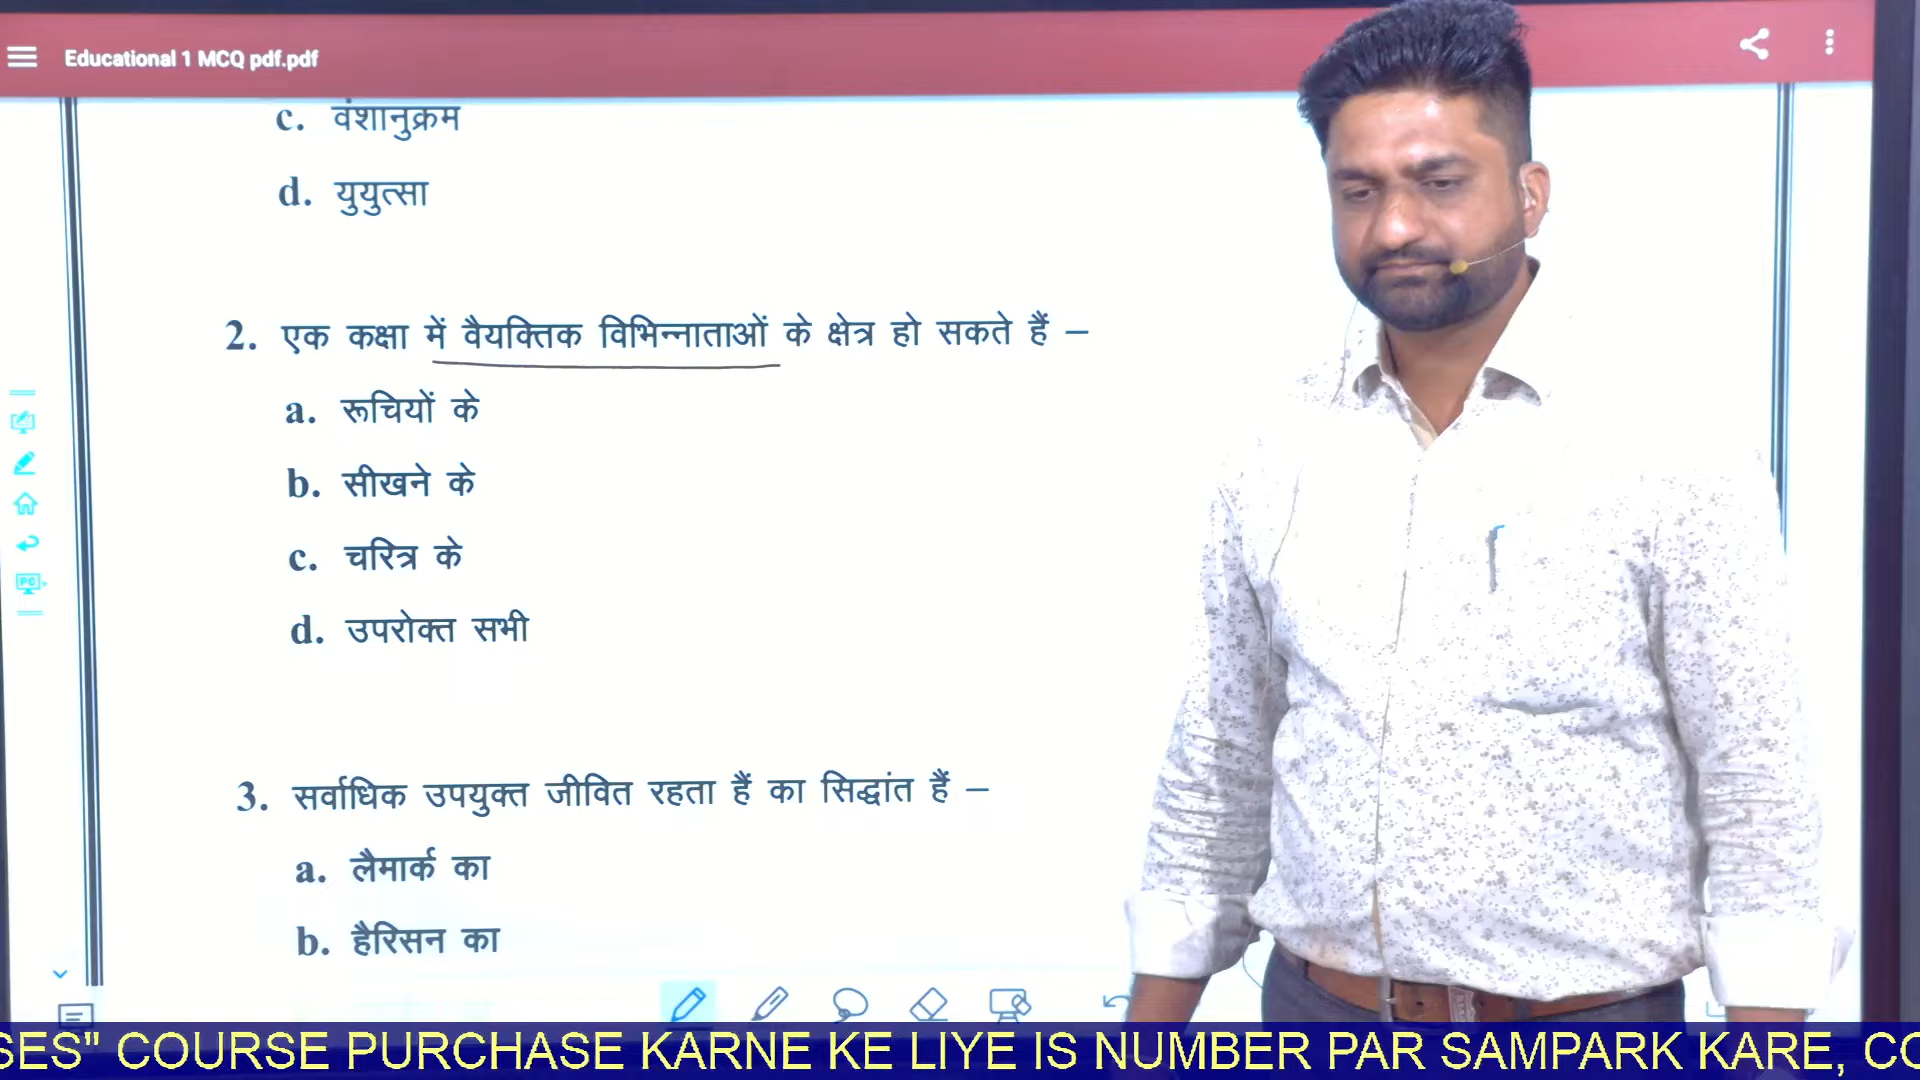 Educational 1 MCQ pdf.pdf
c. वंशानुक्रम
d. युयुत्सा
2. एक कक्षा में वैयक्तिक विभिन्नाताओं के क्षेत्र हो सकते हैं –
a. रूचियों के
b. सीखने के
c. चरित्र के
d. उपरोक्त सभी
3. सर्वाधिक उपयुक्त जीवित रहता हैं का सिद्धांत हैं –
a. लैमार्क का
b. हैरिसन का
PC
SES" COURSE PURCHASE KARNE KE LIYE IS NUMBER PAR SAMPARK KARE, CO